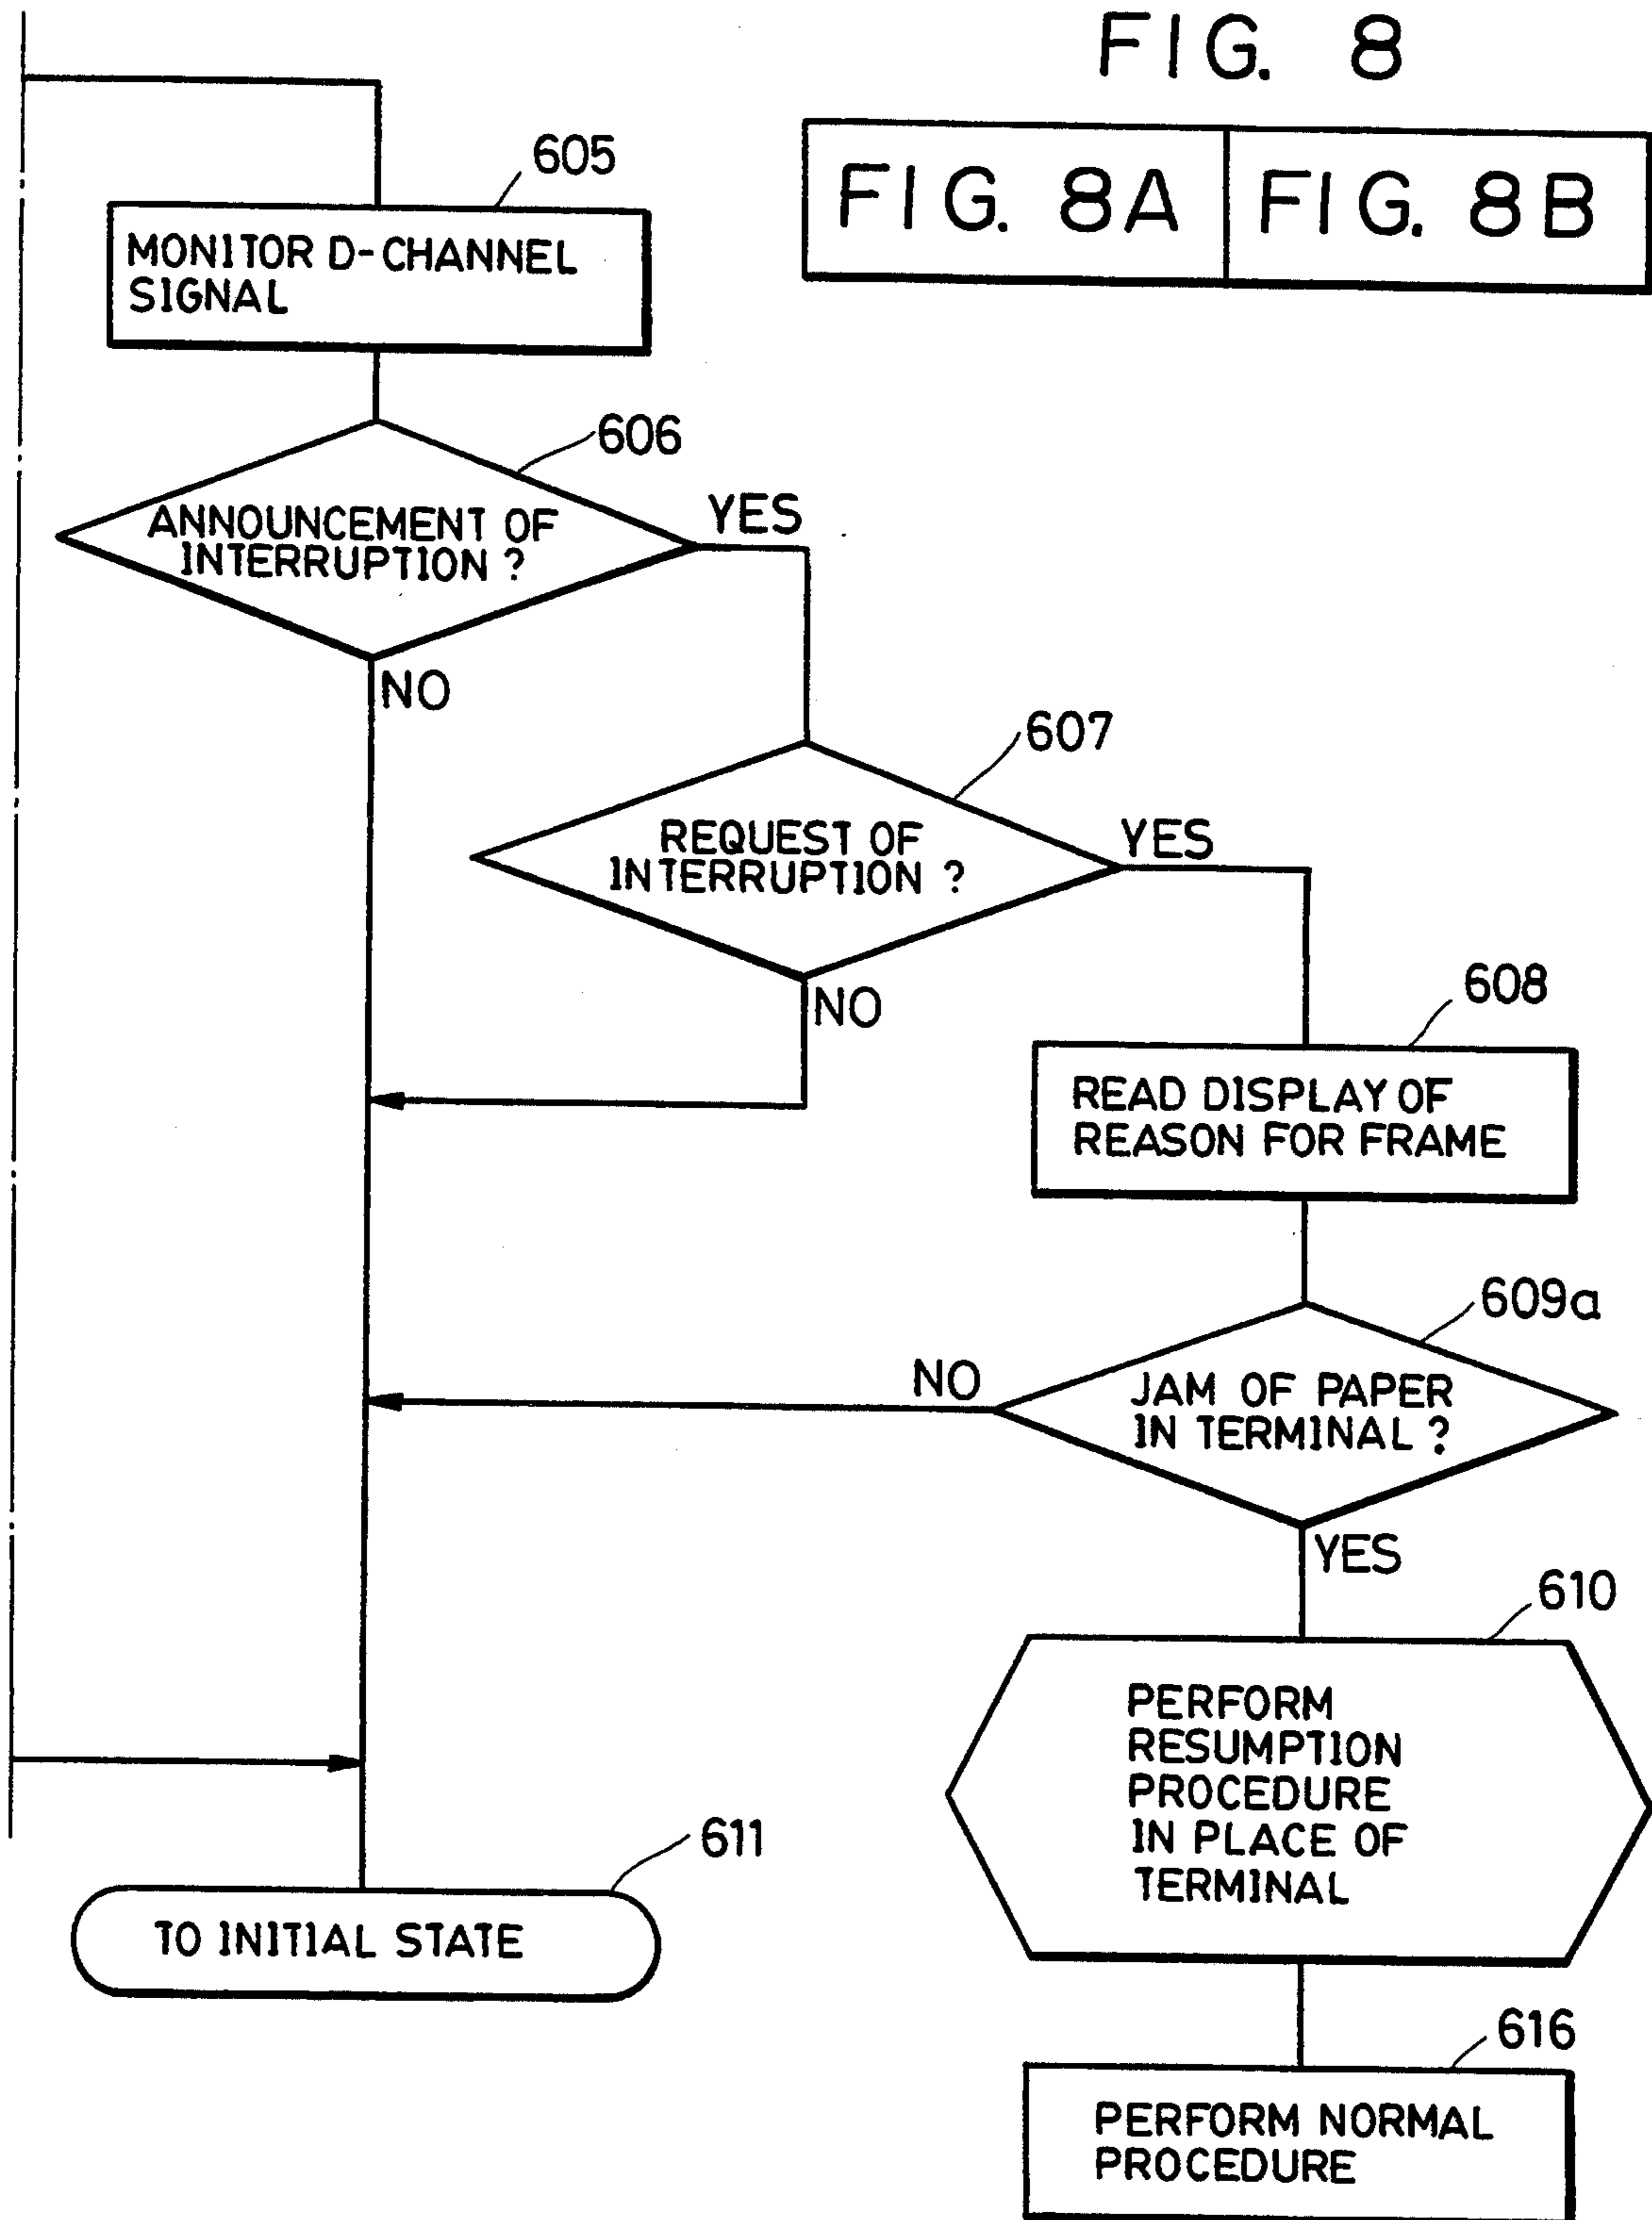 FIG. 8
FIG. 8A FIG. 8B
605
MONITOR D-CHANNEL
SIGNAL
606
ANNOUNCEMENT OF
INTERRUPTION ?
YES
NO
607
REQUEST OF
INTERRUPTION ?
YES
NO
608
READ DISPLAY OF
REASON FOR FRAME
609a
JAM OF PAPER
IN TERMINAL ?
NO
YES
610
PERFORM
RESUMPTION
PROCEDURE
IN PLACE OF
TERMINAL
611
TO INITIAL STATE
616
PERFORM NORMAL
PROCEDURE